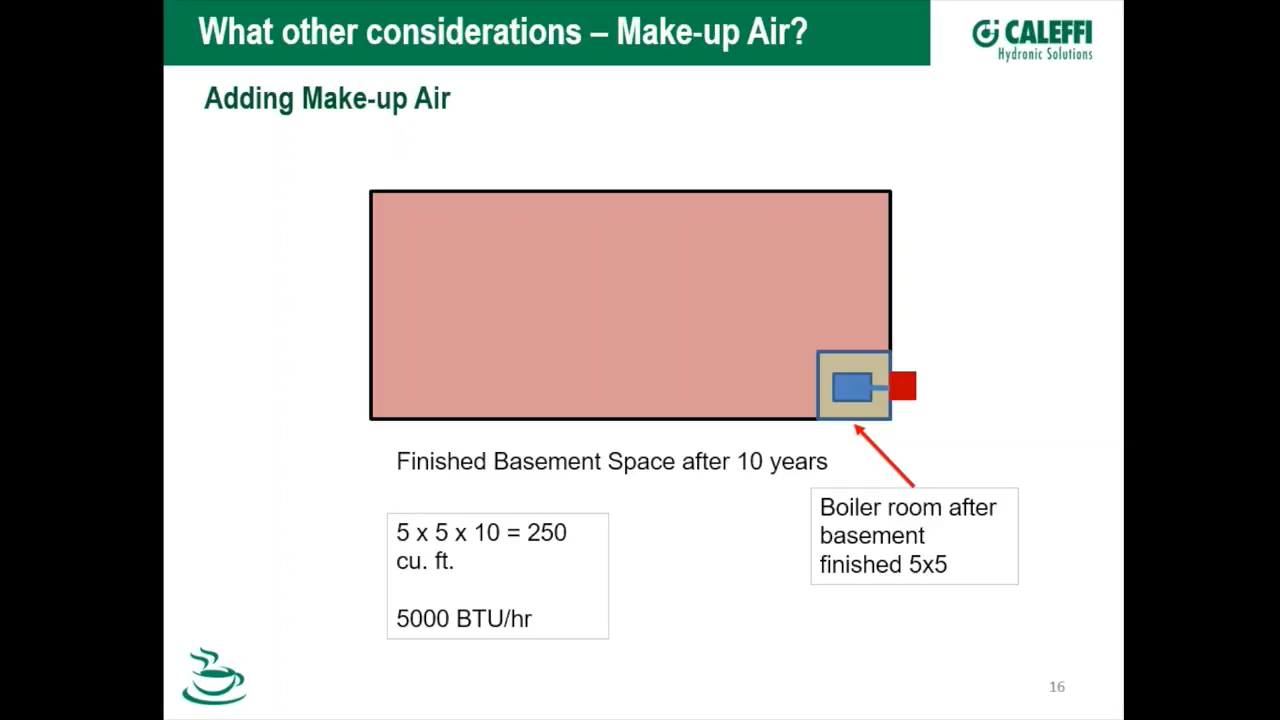 What other considerations – Make-up Air?
CALEFFI
Hydronic Solutions
Adding Make-up Air
Finished Basement Space after 10 years
5 x 5 x 10 = 250
cu. ft.
5000 BTU/hr
Boiler room after
basement
finished 5x5
16